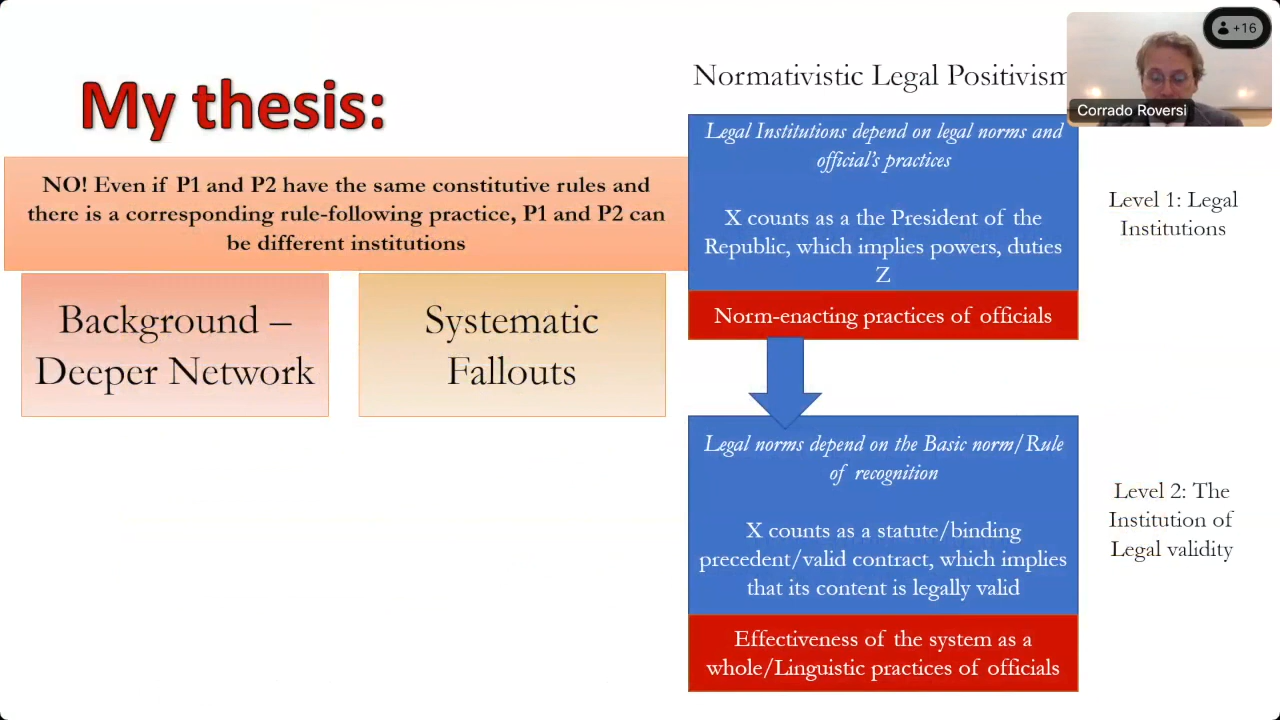 My thesis:
NO! Even if P1 and P2 have the same constitutive rules and
there is a corresponding rule-following practice, P1 and P2 can
be different institutions
Background –
Deeper Network
Systematic
Fallouts
Normativistic Legal Positivism
Legal Institutions depend on legal norms and
official's practices
X counts as a the President of the
Republic, which implies powers, duties
Z
Norm-enacting practices of officials
Legal norms depend on the Basic norm/Rule
of recognition
X counts as a statute/binding
precedent/valid contract, which implies
that its content is legally valid
Effectiveness of the system as a
whole/Linguistic practices of officials
Level 1: Legal
Institutions
Level 2: The
Institution of
Legal validity
+16
Corrado Roversi